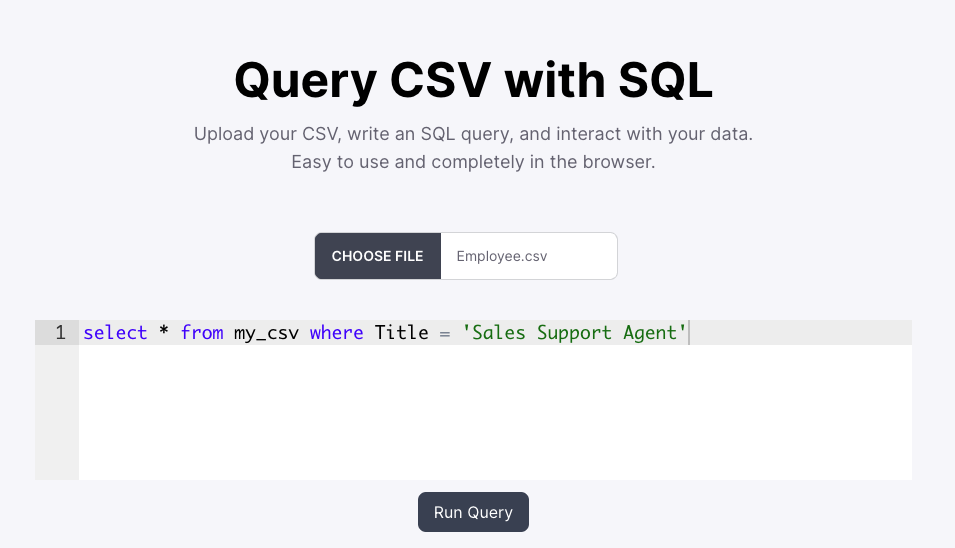 Query CSV with SQL
Upload your CSV, write an SQL query, and interact with your data.
Easy to use and completely in the browser.
CHOOSE FILE Employee.csv
1 select * from my_csv where Title = 'Sales Support Agent'
Run Query